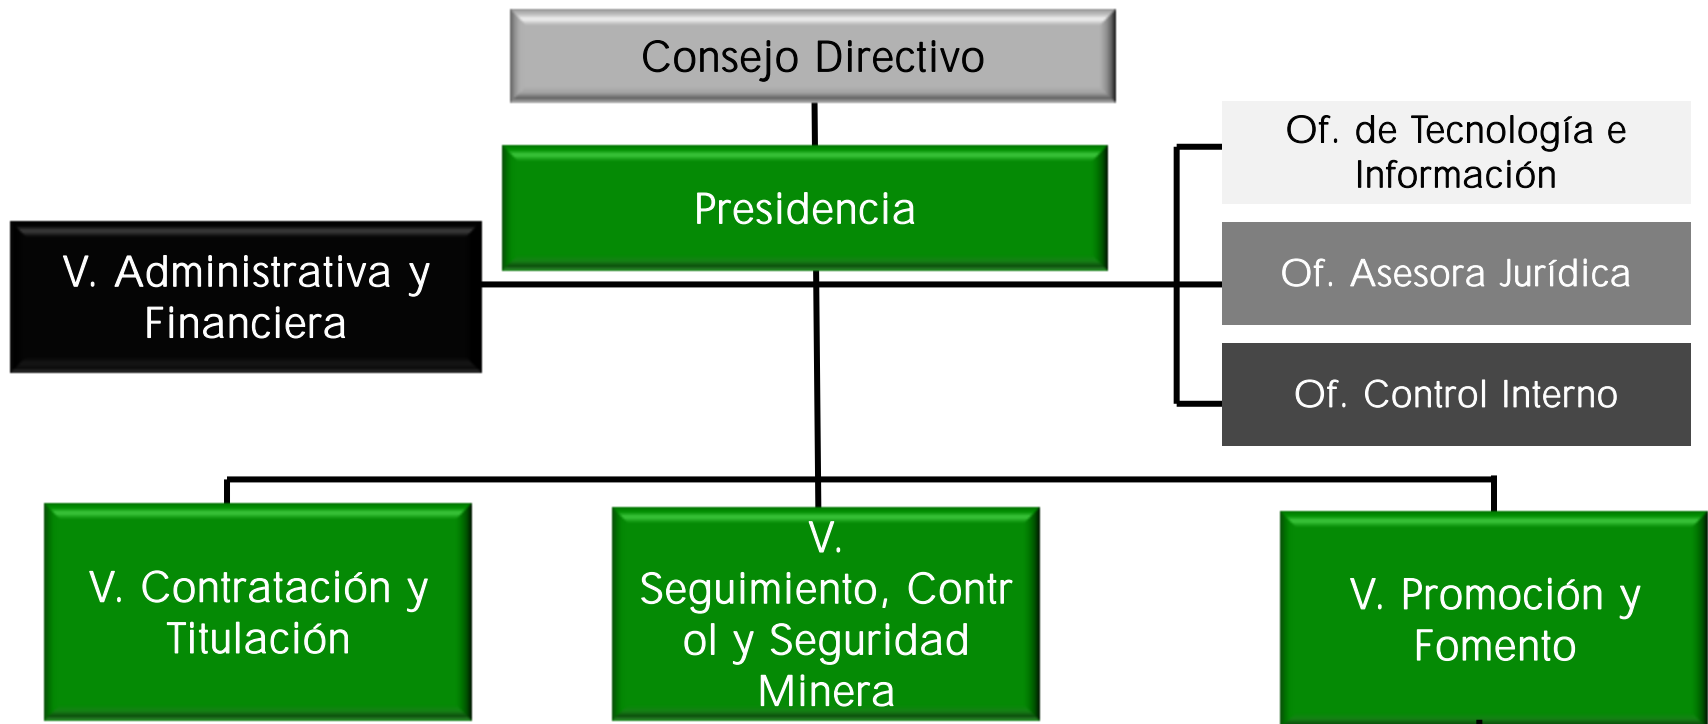 Consejo Directivo
Of. de Tecnología e
Información
Presidencia
V. Administrativa y
Financiera
Of. Asesora Jurídica
Of. Control Interno
V. Contratación y
Titulación
V.
Seguimiento, Contr
ol y Seguridad
Minera
V. Promoción y
Fomento